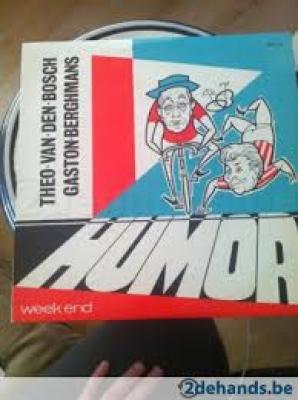 THEO·VAN·DEN·BOSCH
GASTON·BERGHMANS
HUMOR
week end
2dehands.be